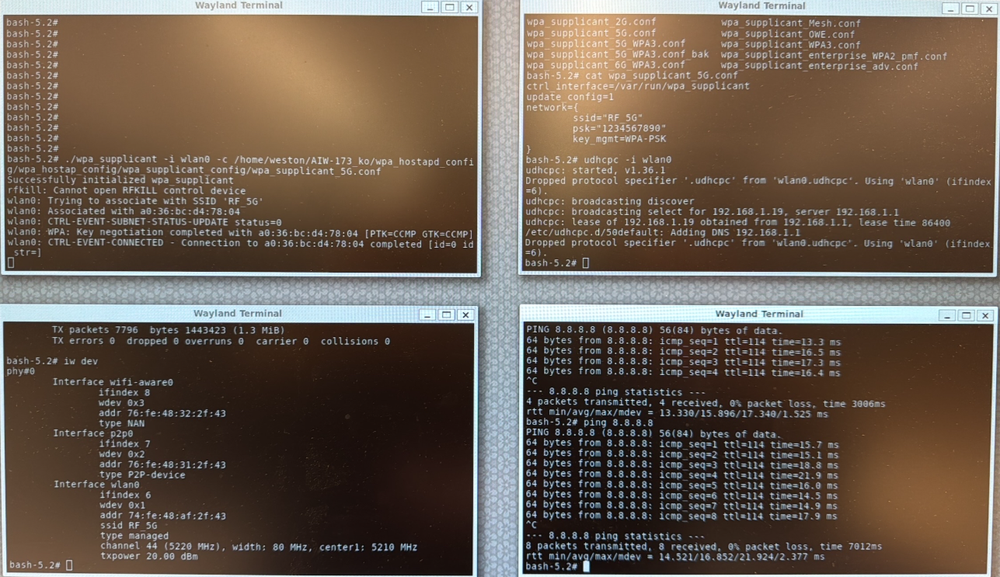 Wayland Terminal
bash-5.2#
bash-5.2#
bash-5.2#
bash-5.2#
bash-5.2#
bash-5.2#
bash-5.2#
bash-5.2#
bash-5.2#
bash-5.2#
bash-5.2#
bash-5.2#
bash-5.2#
bash-5.2# ./wpa_supplicant -i wlan0 -c /home/weston/AIW-173_ko/wpa_hostapd_confi
g/wpa_hostap_config/wpa_supplicant_config/wpa_supplicant_5G.conf
Successfully initialized wpa_supplicant
rfkill: Cannot open RFKILL control device
wlan0: Trying to associate with SSID 'RF_5G'
wlan0: Associated with a0:36:bc:d4:78:04
wlan0: CTRL-EVENT-SUBNET-STATUS-UPDATE status=0
wlan0: WPA: Key negotiation completed with a0:36:bc:d4:78:04 [PTK=CCMP GTK=CCMP]
wlan0: CTRL-EVENT-CONNECTED - Connection to a0:36:bc:d4:78:04 completed [id=0 id
_str=]
Wayland Terminal
wpa_supplicant_2G.conf wpa_supplicant_Mesh.conf
wpa_supplicant_5G.conf wpa_supplicant_OWE.conf
wpa_supplicant_5G_WPA3.conf wpa_supplicant_WPA3.conf
wpa_supplicant_5G_WPA3.conf_bak wpa_supplicant_enterprise_WPA2_pmf.conf
wpa_supplicant_6G_WPA3.conf wpa_supplicant_enterprise_adv.conf
bash-5.2# cat wpa_supplicant_5G.conf
ctrl_interface=/var/run/wpa_supplicant
update_config=1
network={
ssid="RF_5G"
psk="1234567890"
key_mgmt=WPA-PSK
}
bash-5.2# udhcpc -i wlan0
udhcpc: started, v1.36.1
Dropped protocol specifier '.udhcpc' from 'wlan0.udhcpc'. Using 'wlan0' (ifindex
=6).
udhcpc: broadcasting discover
udhcpc: broadcasting select for 192.168.1.19, server 192.168.1.1
udhcpc: lease of 192.168.1.19 obtained from 192.168.1.1, lease time 86400
/etc/udhcpc.d/50default: Adding DNS 192.168.1.1
Dropped protocol specifier '.udhcpc' from 'wlan0.udhcpc'. Using 'wlan0' (ifindex
=6).
bash-5.2#
Wayland Terminal
TX packets 7796 bytes 1443423 (1.3 MiB)
TX errors 0 dropped 0 overruns 0 carrier 0 collisions 0
bash-5.2# iw dev
phy#0
Interface wifi-aware0
ifindex 8
wdev 0x3
addr 76:fe:48:32:2f:43
type NAN
Interface p2p0
ifindex 7
wdev 0x2
addr 76:fe:48:31:2f:43
type P2P-device
Interface wlan0
ifindex 6
wdev 0x1
addr 74:fe:48:af:2f:43
ssid RF_5G
type managed
channel 44 (5220 MHz), width: 80 MHz, center1: 5210 MHz
txpower 20.00 dBm
bash-5.2#
Wayland Terminal
PING 8.8.8.8 (8.8.8.8) 56(84) bytes of data.
64 bytes from 8.8.8.8: icmp_seq=1 ttl=114 time=13.3 ms
64 bytes from 8.8.8.8: icmp_seq=2 ttl=114 time=16.5 ms
64 bytes from 8.8.8.8: icmp_seq=3 ttl=114 time=17.3 ms
64 bytes from 8.8.8.8: icmp_seq=4 ttl=114 time=16.4 ms
^C
--- 8.8.8.8 ping statistics ---
4 packets transmitted, 4 received, 0% packet loss, time 3006ms
rtt min/avg/max/mdev = 13.330/15.896/17.340/1.525 ms
bash-5.2# ping 8.8.8.8
PING 8.8.8.8 (8.8.8.8) 56(84) bytes of data.
64 bytes from 8.8.8.8: icmp_seq=1 ttl=114 time=15.7 ms
64 bytes from 8.8.8.8: icmp_seq=2 ttl=114 time=15.1 ms
64 bytes from 8.8.8.8: icmp_seq=3 ttl=114 time=18.8 ms
64 bytes from 8.8.8.8: icmp_seq=4 ttl=114 time=21.9 ms
64 bytes from 8.8.8.8: icmp_seq=5 ttl=114 time=16.0 ms
64 bytes from 8.8.8.8: icmp_seq=6 ttl=114 time=14.5 ms
64 bytes from 8.8.8.8: icmp_seq=7 ttl=114 time=14.9 ms
64 bytes from 8.8.8.8: icmp_seq=8 ttl=114 time=17.9 ms
^C
--- 8.8.8.8 ping statistics ---
8 packets transmitted, 8 received, 0% packet loss, time 7012ms
rtt min/avg/max/mdev = 14.521/16.852/21.924/2.377 ms
bash-5.2#